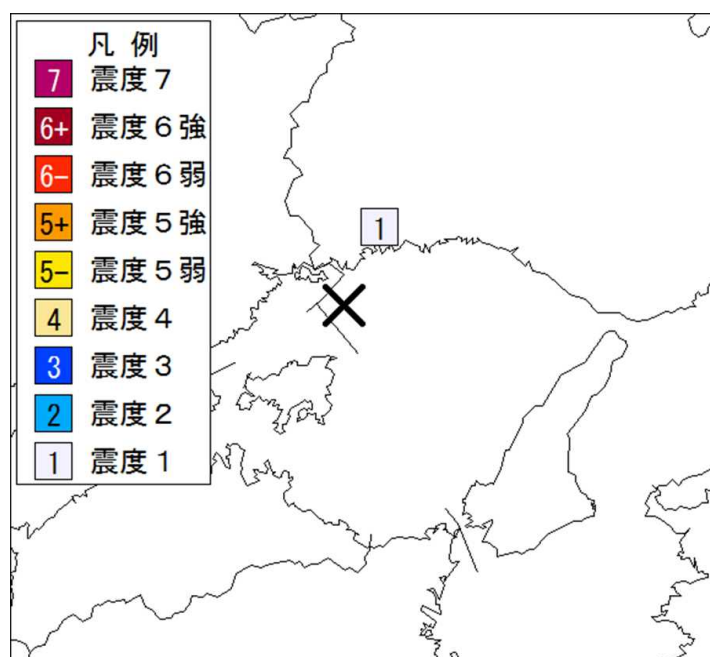 凡 例
7 震度７
6+ 震度６強
6− 震度６弱
5+ 震度５強
5− 震度５弱
4 震度４
3 震度３
2 震度２
1 震度１
1